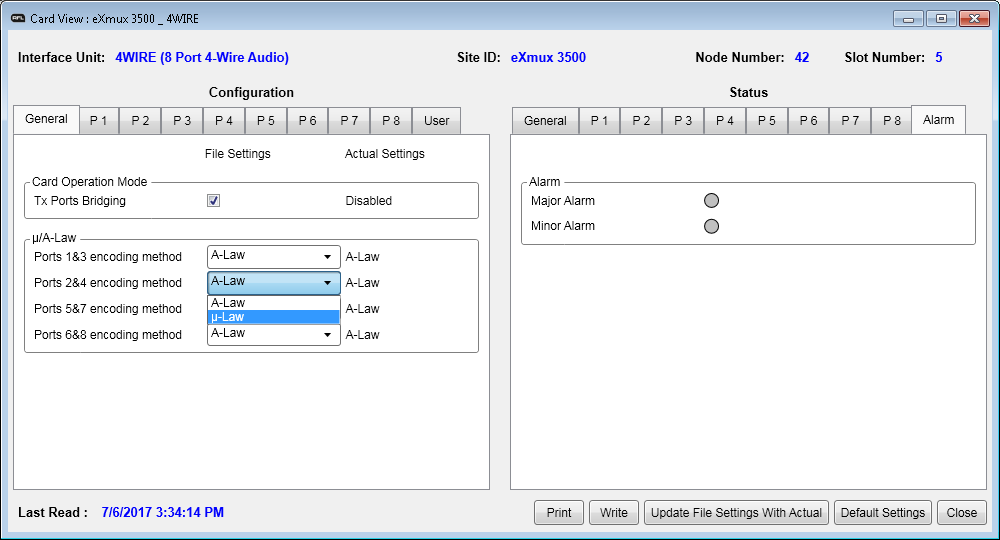 AFL Card View : eXmux 3500 _ 4WIRE
Interface Unit: 4WIRE (8 Port 4-Wire Audio) Site ID: eXmux 3500 Node Number: 42 Slot Number: 5
Configuration
General P 1 P 2 P 3 P 4 P 5 P 6 P 7 P 8 User
File Settings Actual Settings
Card Operation Mode
Tx Ports Bridging Disabled
µ/A-Law
Ports 1&3 encoding method A-Law A-Law
Ports 2&4 encoding method A-Law A-Law
A-Law
µ-Law
Ports 5&7 encoding method A-Law
Ports 6&8 encoding method A-Law A-Law
Status
General P 1 P 2 P 3 P 4 P 5 P 6 P 7 P 8 Alarm
Alarm
Major Alarm
Minor Alarm
Last Read : 7/6/2017 3:34:14 PM
Print Write Update File Settings With Actual Default Settings Close